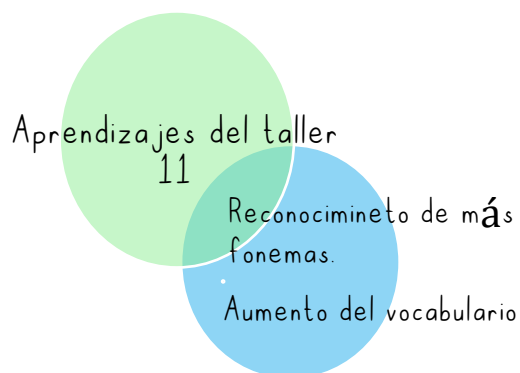 Aprendizajes del taller
11
Reconocimineto de más
fonemas.
Aumento del vocabulario